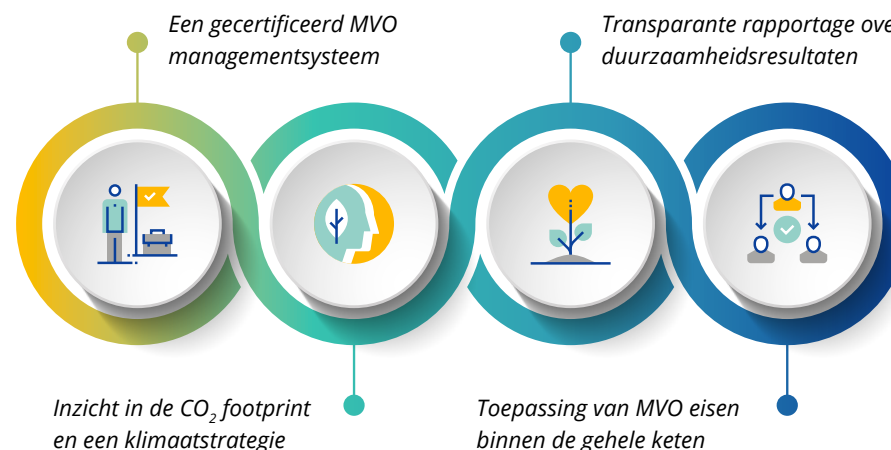 Een gecertificeerd MVO
managementsysteem
Transparante rapportage ove
duurzaamheidsresultaten
Inzicht in de CO₂ footprint
en een klimaatstrategie
Toepassing van MVO eisen
binnen de gehele keten